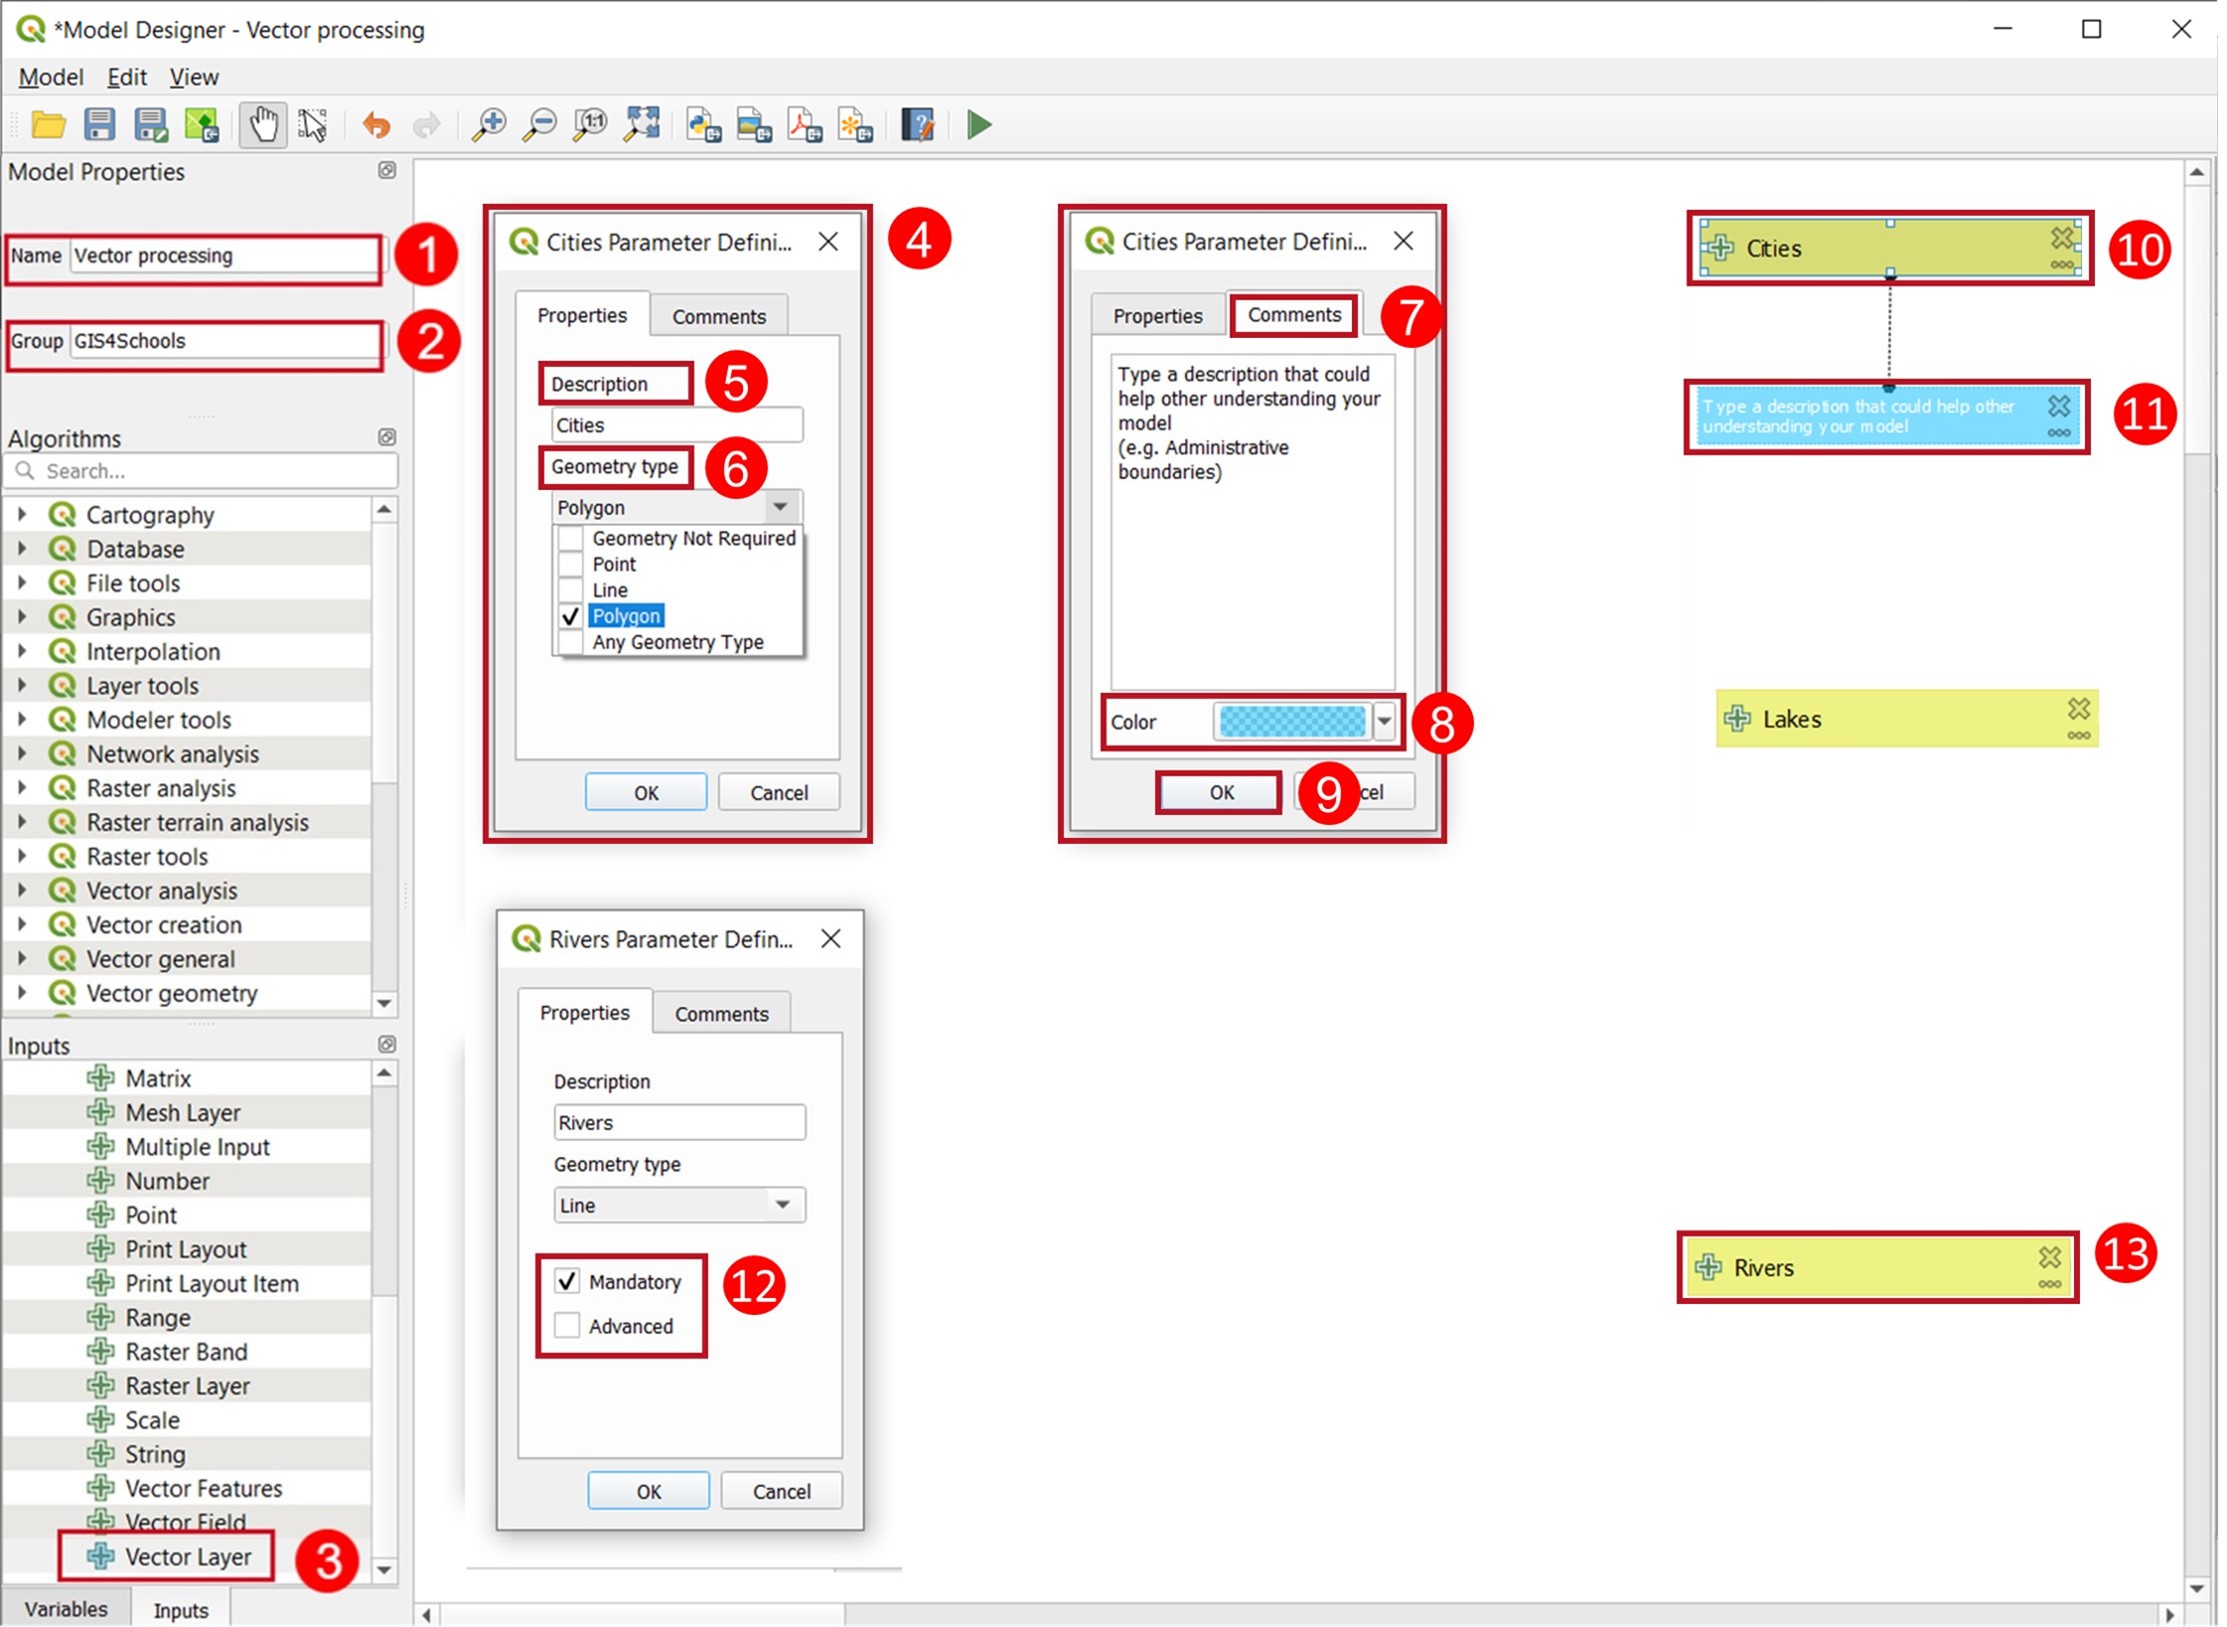 *Model Designer - Vector processing
Model Edit View
1:1
Model Properties
Name Vector processing
1
Group GIS4Schools
2
Algorithms
Search...
Cartography
Database
File tools
Graphics
Interpolation
Layer tools
Modeler tools
Network analysis
Raster analysis
Raster terrain analysis
Raster tools
Vector analysis
Vector creation
Vector general
Vector geometry
Inputs
Matrix
Mesh Layer
Multiple Input
Number
Point
Print Layout
Print Layout Item
Range
Raster Band
Raster Layer
Scale
String
Vector Features
Vector Field
Vector Layer
3
Variables Inputs
Cities Parameter Defini...
4
Properties Comments
Description
5
Cities
Geometry type
6
Polygon
Geometry Not Required
Point
Line
Polygon
Any Geometry Type
OK Cancel
Cities Parameter Defini...
Properties Comments
7
Type a description that could
help other understanding your
model
(e.g. Administrative
boundaries)
Color
8
OK
9
cel
Cities
10
Type a description that could help other
understanding your model
11
Lakes
Rivers Parameter Defin...
Properties Comments
Description
Rivers
Geometry type
Line
Mandatory
12
Advanced
OK Cancel
Rivers
13